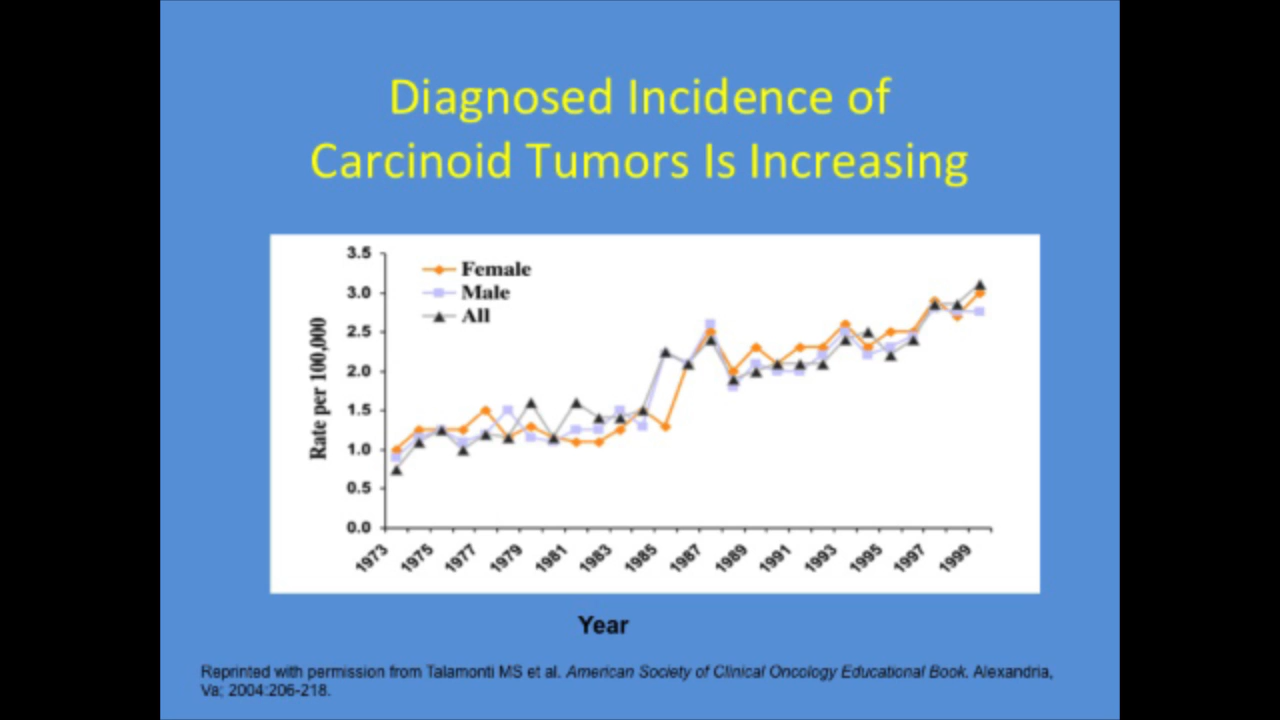 Diagnosed Incidence of
Carcinoid Tumors Is Increasing
3.5
3.0
2.5
2.0
1.5
1.0
0.5
0.0
Rate per 100,000
Female
Male
All
1973
1975
1977
1979
1981
1983
1985
1987
1989
1991
1993
1995
1997
1999
Year
Reprinted with permission from Talamonti MS et al. American Society of Clinical Oncology Educational Book. Alexandria,
Va; 2004:206-218.